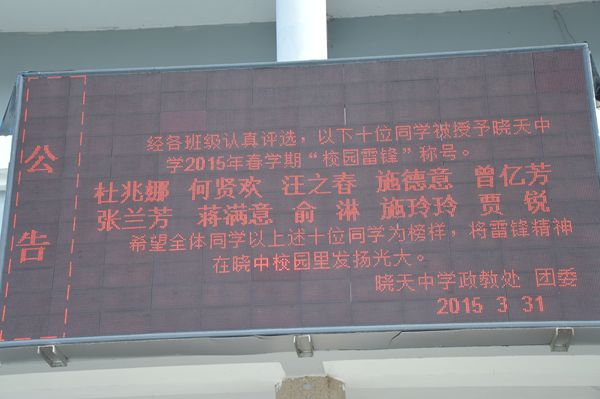 公告
经各班级认真评选，以下十位同学被授予晓天中
学2015年春学期“校园雷锋”称号。
杜兆娜 何贤欢 汪之春 施德意 曾亿芳
张兰芳 蒋满意 俞淋 施玲玲 贾锐
希望全体同学以上述十位同学为榜样，将雷锋精神
在晓中校园里发扬光大。
晓天中学政教处 团委
2015 3 31